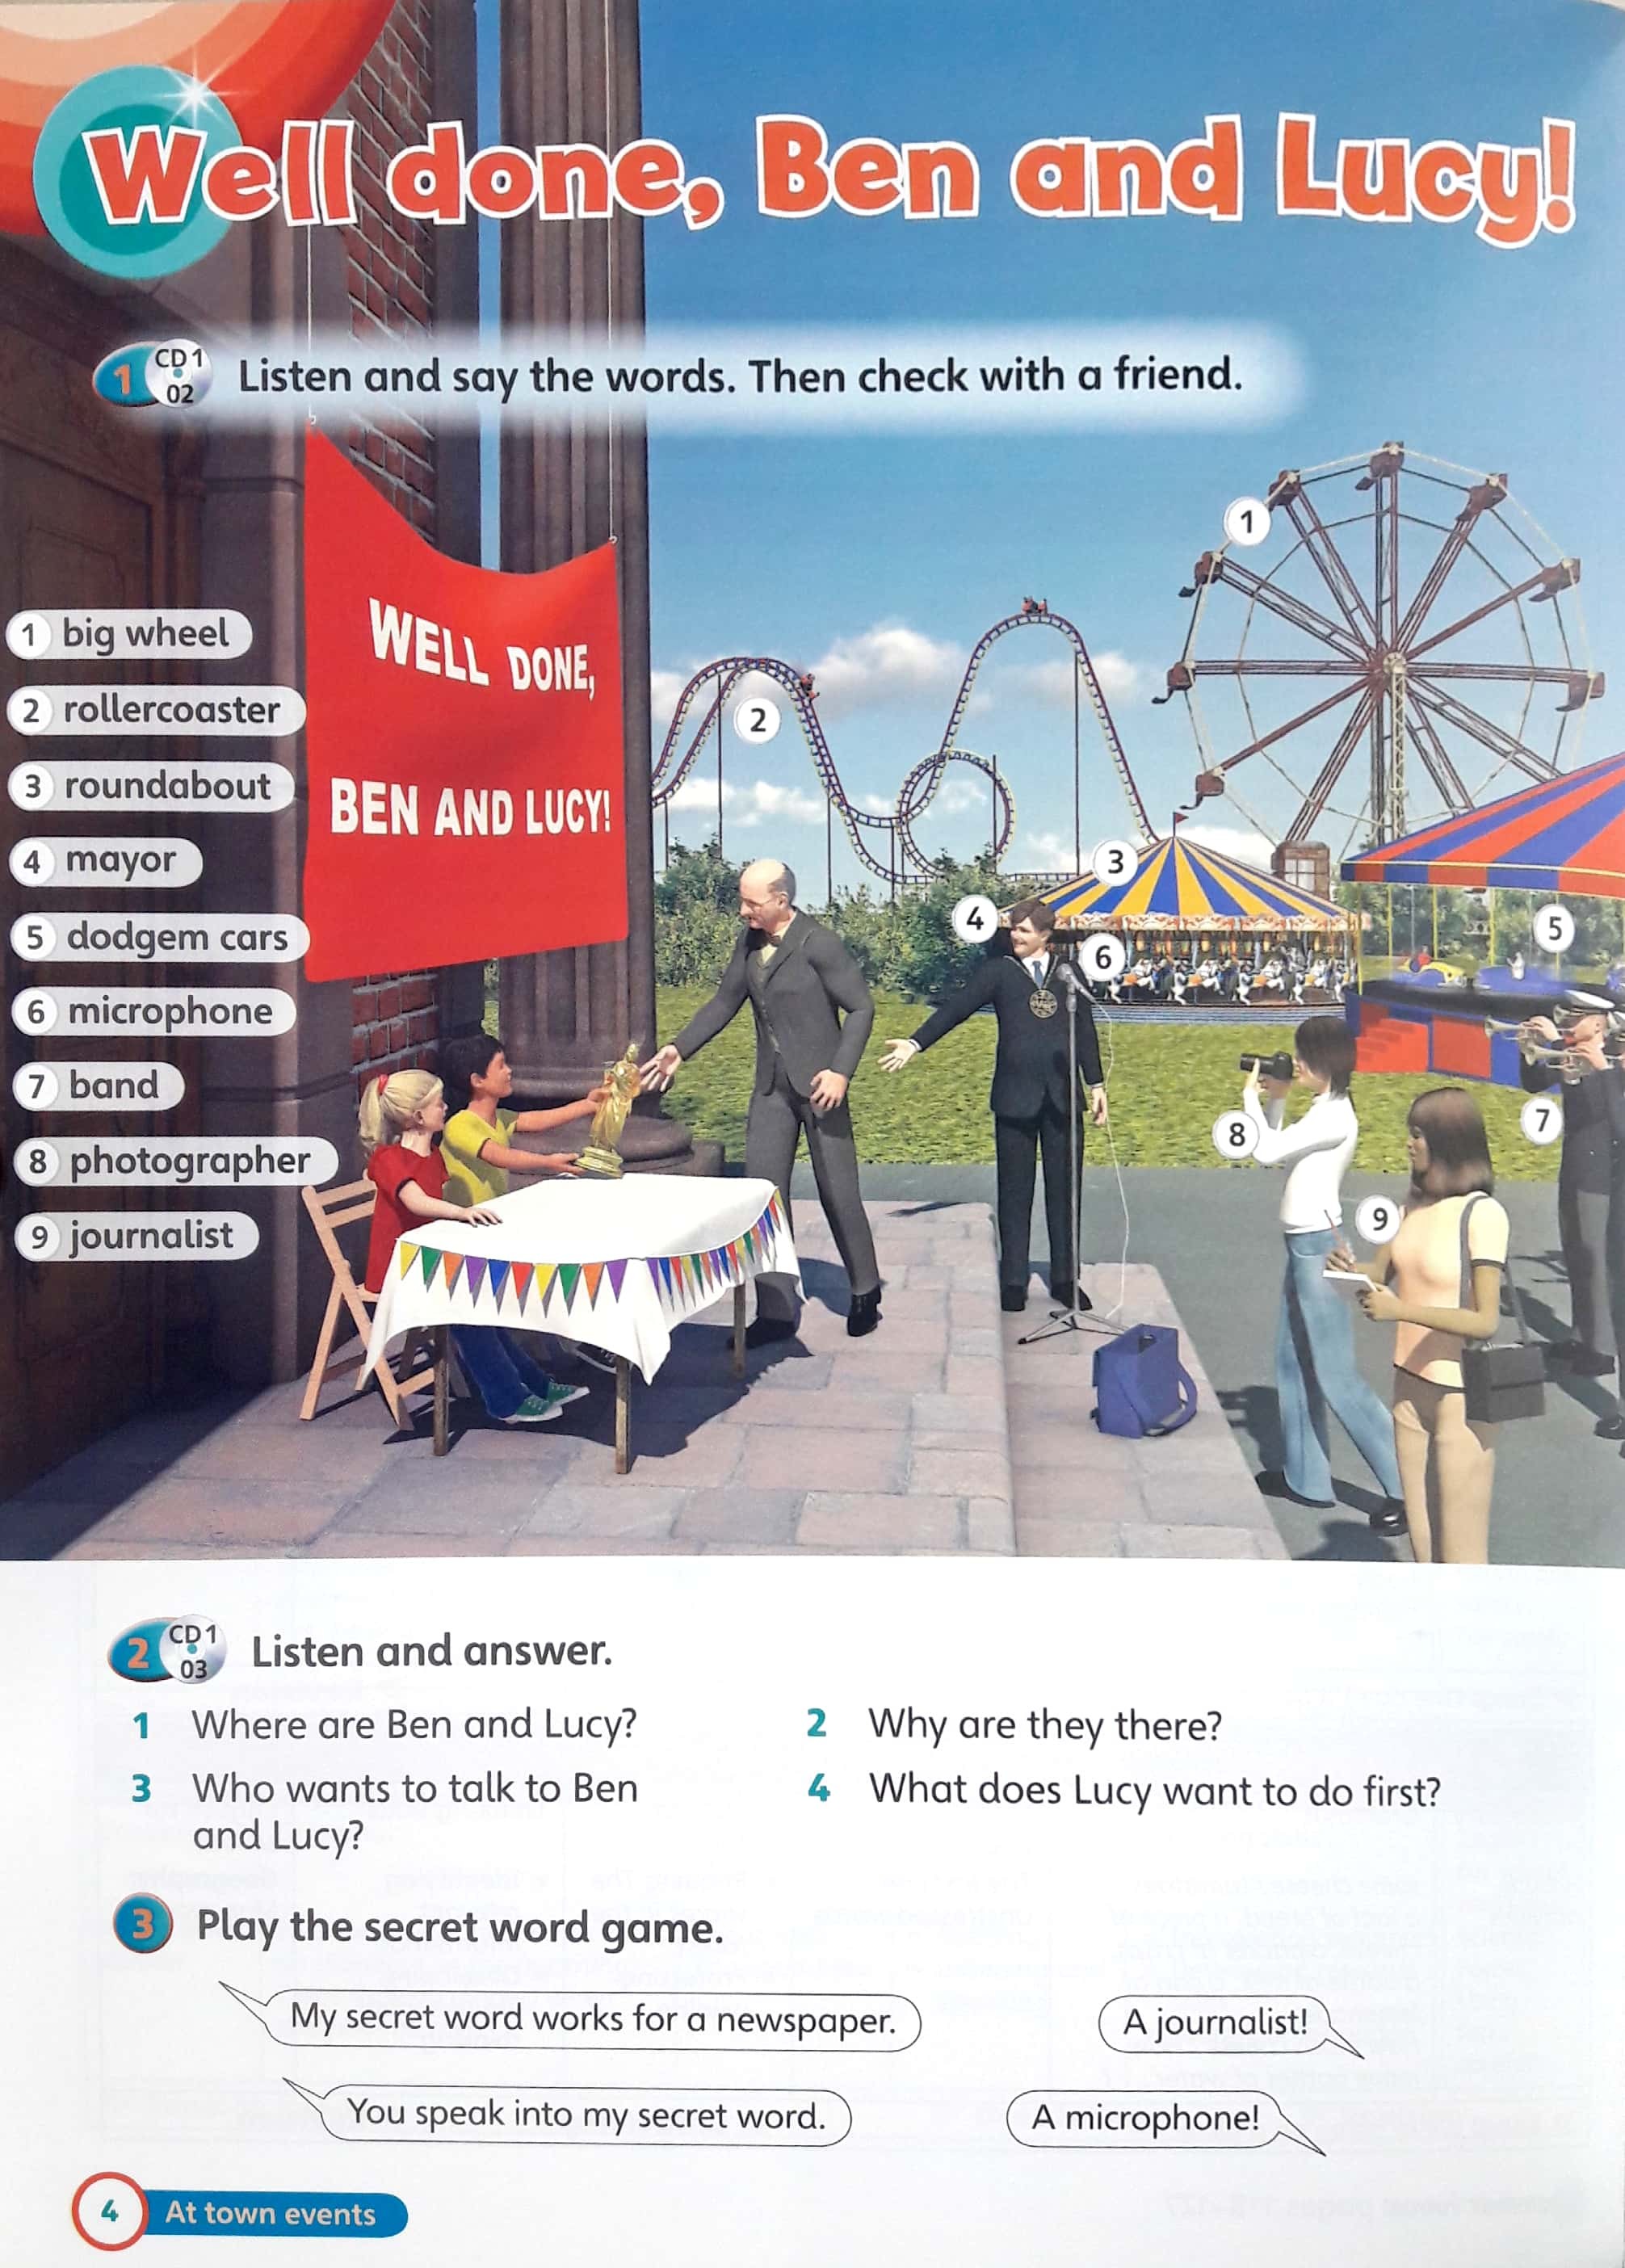 Well done, Ben and Lucy!
1 CD1 02 Listen and say the words. Then check with a friend.
WELL DONE,
BEN AND LUCY!
1 big wheel
2 rollercoaster
3 roundabout
4 mayor
5 dodgem cars
6 microphone
7 band
8 photographer
9 journalist
1
2
3
4
5
6
7
8
9
2 CD1 03 Listen and answer.
1 Where are Ben and Lucy?
2 Why are they there?
3 Who wants to talk to Ben
and Lucy?
4 What does Lucy want to do first?
3 Play the secret word game.
My secret word works for a newspaper.
A journalist!
You speak into my secret word.
A microphone!
4 At town events